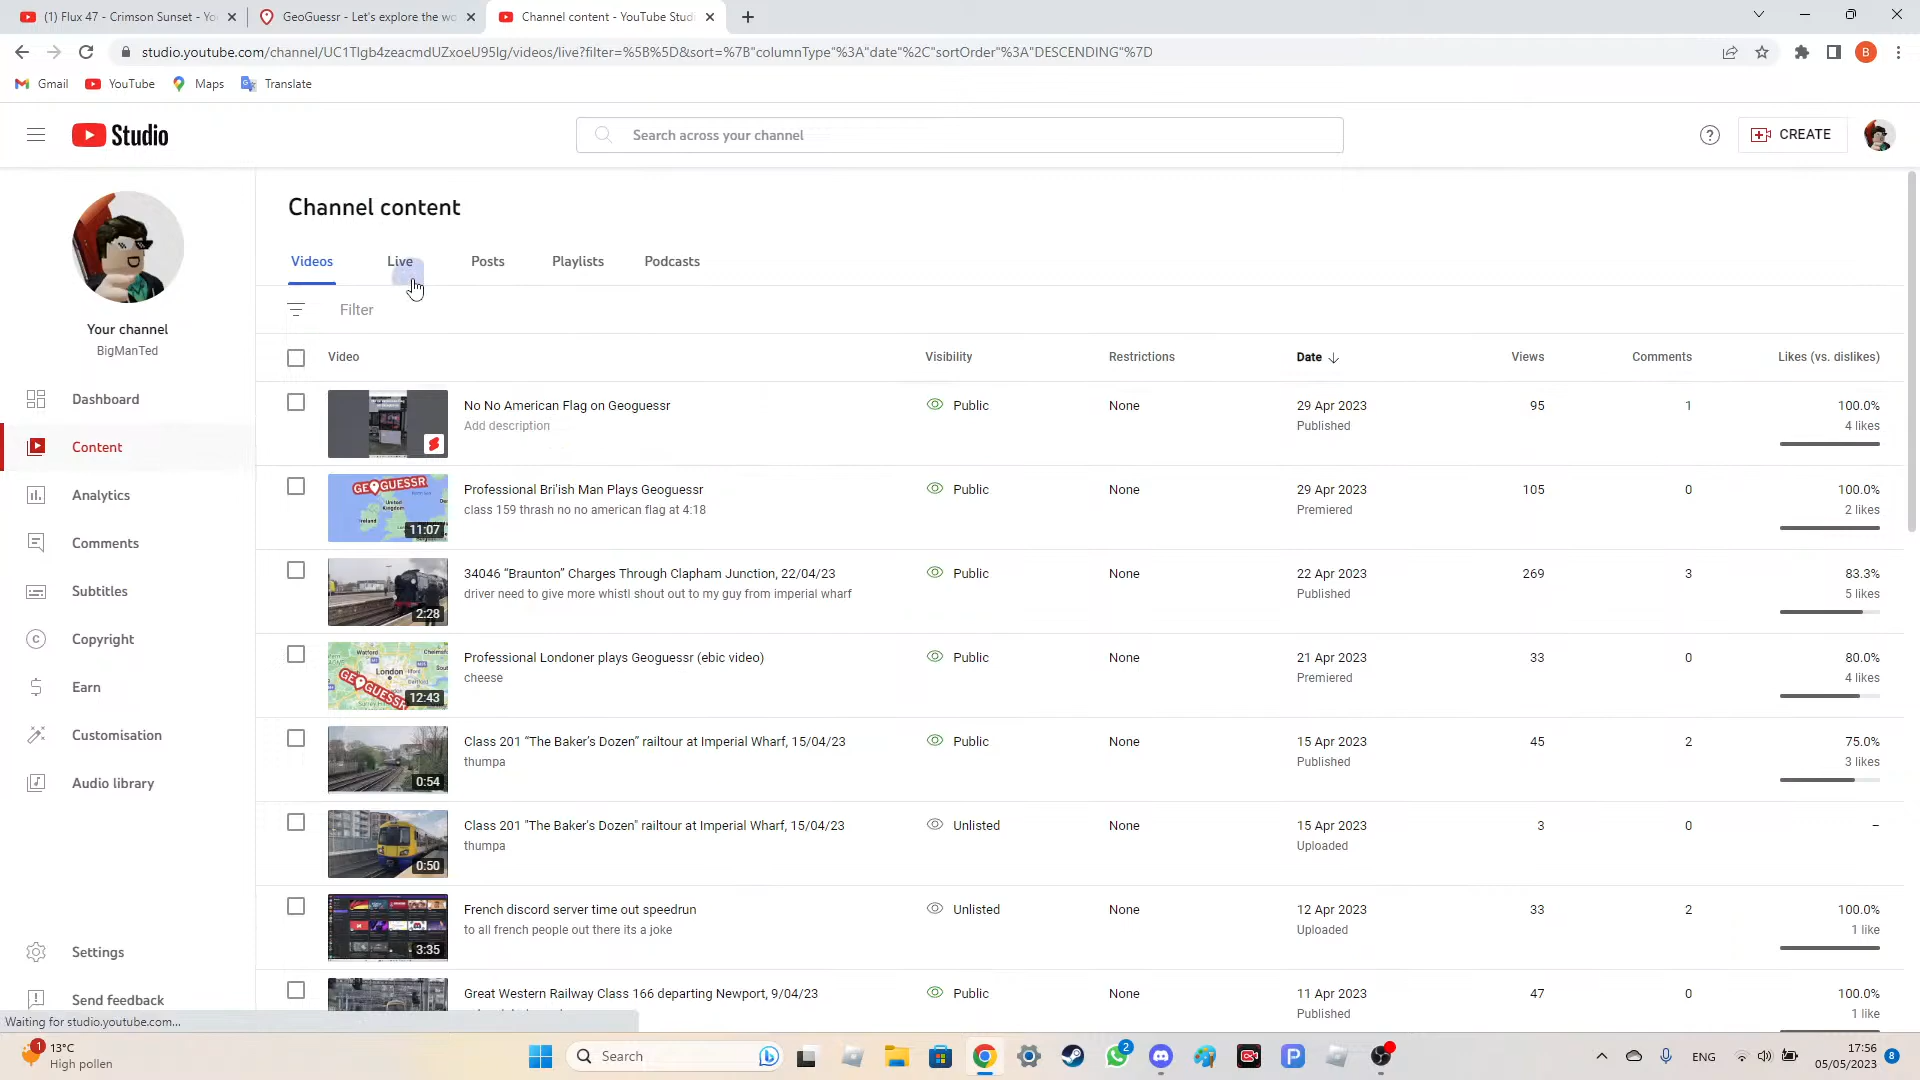 (1) Flux 47 - Crimson Sunset - Yo
GeoGuessr - Let's explore the wo
Channel content - YouTube Studi
studio.youtube.com/channel/UC1TIgb4zeacmdUZxoeU95Ig/videos/live?filter=%5B%5D&sort=%7B"columnType"%3A"date"%2C"sortOrder"%3A"DESCENDING"%7D
B
Gmail
YouTube
Maps
Translate
Studio
Search across your channel
CREATE
Channel content
Videos
Live
Posts
Playlists
Podcasts
Filter
Your channel
BigManTed
Dashboard
Content
Analytics
Comments
Subtitles
Copyright
Earn
Customisation
Audio library
Settings
Send feedback
Video
Visibility
Restrictions
Date
Views
Comments
Likes (vs. dislikes)
No No American Flag on Geoguessr
Add description
Public
None
29 Apr 2023
Published
95
1
100.0%
4 likes
GEOGUESSR
United Kingdom
Ireland
11:07
Professional Bri'ish Man Plays Geoguessr
class 159 thrash no no american flag at 4:18
Public
None
29 Apr 2023
Premiered
105
0
100.0%
2 likes
2:28
34046 “Braunton” Charges Through Clapham Junction, 22/04/23
driver need to give more whistl shout out to my guy from imperial wharf
Public
None
22 Apr 2023
Published
269
3
83.3%
5 likes
Watford
London
GEOGUESSR
12:43
Professional Londoner plays Geoguessr (ebic video)
cheese
Public
None
21 Apr 2023
Premiered
33
0
80.0%
4 likes
0:54
Class 201 “The Baker’s Dozen” railtour at Imperial Wharf, 15/04/23
thumpa
Public
None
15 Apr 2023
Published
45
2
75.0%
3 likes
0:50
Class 201 "The Baker's Dozen" railtour at Imperial Wharf, 15/04/23
thumpa
Unlisted
None
15 Apr 2023
Uploaded
3
0
–
3:35
French discord server time out speedrun
to all french people out there its a joke
Unlisted
None
12 Apr 2023
Uploaded
33
2
100.0%
1 like
Great Western Railway Class 166 departing Newport, 9/04/23
Public
None
11 Apr 2023
Published
47
0
100.0%
1 like
Waiting for studio.youtube.com...
1
13°C
High pollen
Search
2
ENG
17:56
05/05/2023
8